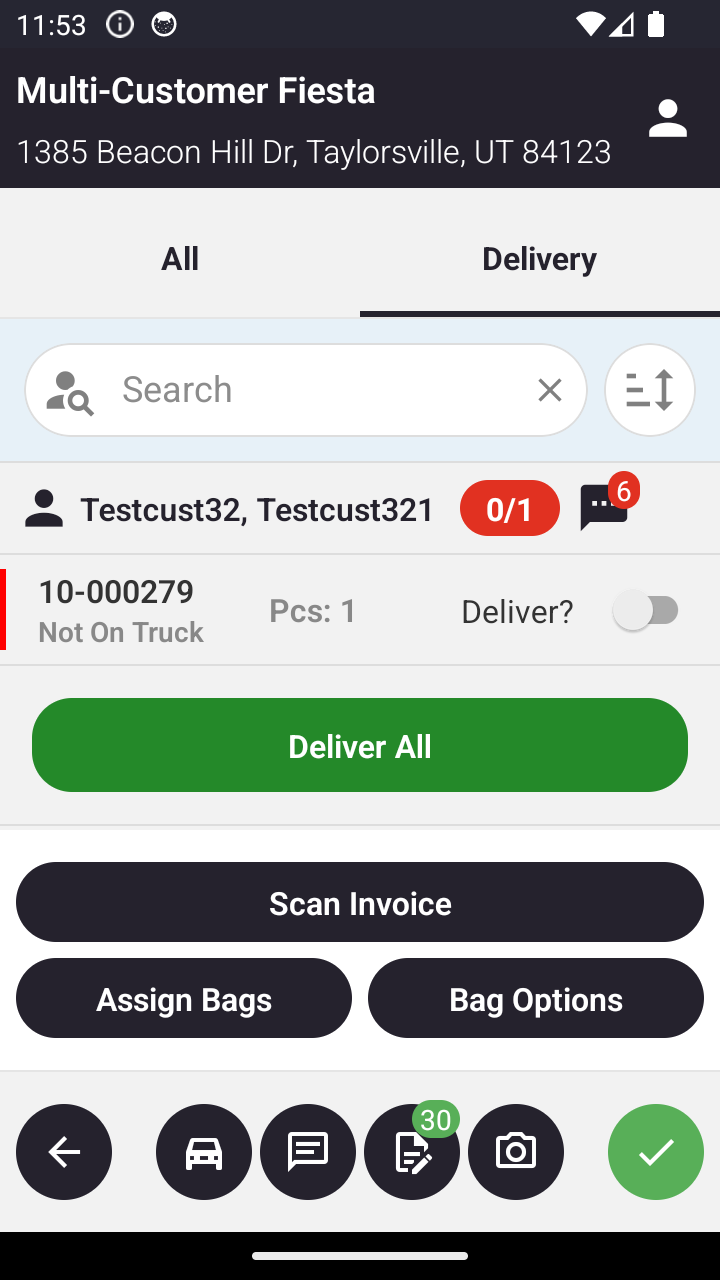 11:53
Multi-Customer Fiesta
1385 Beacon Hill Dr, Taylorsville, UT 84123
All
Delivery
Search
Testcust32, Testcust321
0/1
6
10-000279
Not On Truck
Pcs: 1
Deliver?
Deliver All
Scan Invoice
Assign Bags
Bag Options
30